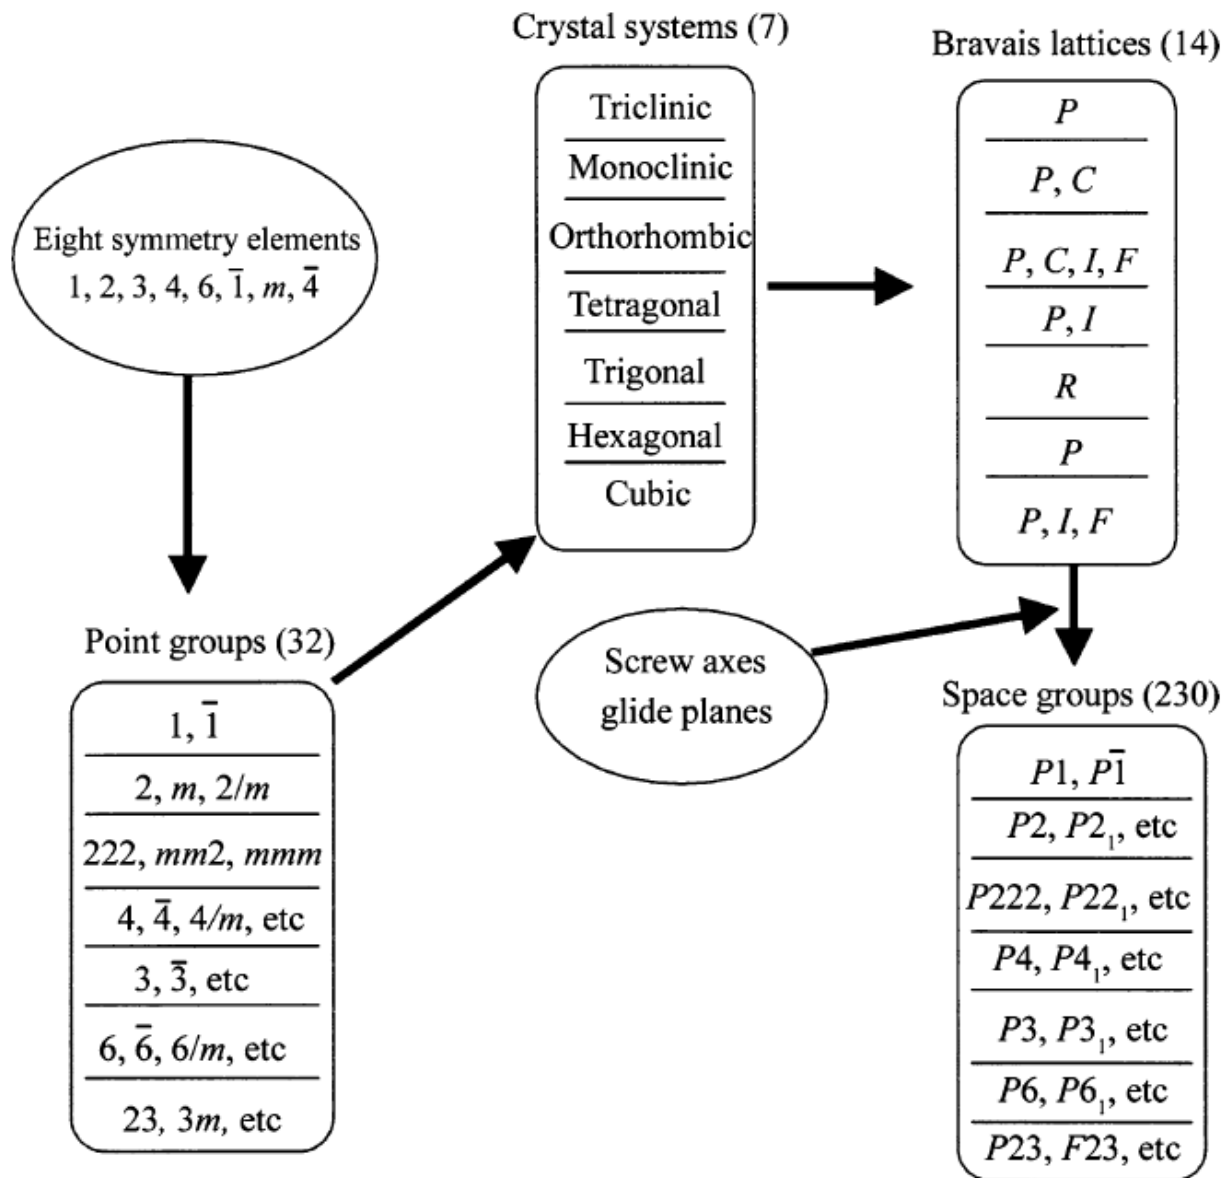 Crystal systems (7)
Triclinic
Monoclinic
Orthorhombic
Tetragonal
Trigonal
Hexagonal
Cubic
Bravais lattices (14)
P
P, C
P, C, I, F
P, I
R
P
P, I, F
Eight symmetry elements
1, 2, 3, 4, 6, 1̅, m, 4̅
Point groups (32)
1, 1̅
2, m, 2/m
222, mm2, mmm
4, 4̅, 4/m, etc
3, 3̅, etc
6, 6̅, 6/m, etc
23, 3m, etc
Screw axes
glide planes
Space groups (230)
P1, P1̅
P2, P2₁, etc
P222, P22₁, etc
P4, P4₁, etc
P3, P3₁, etc
P6, P6₁, etc
P23, F23, etc